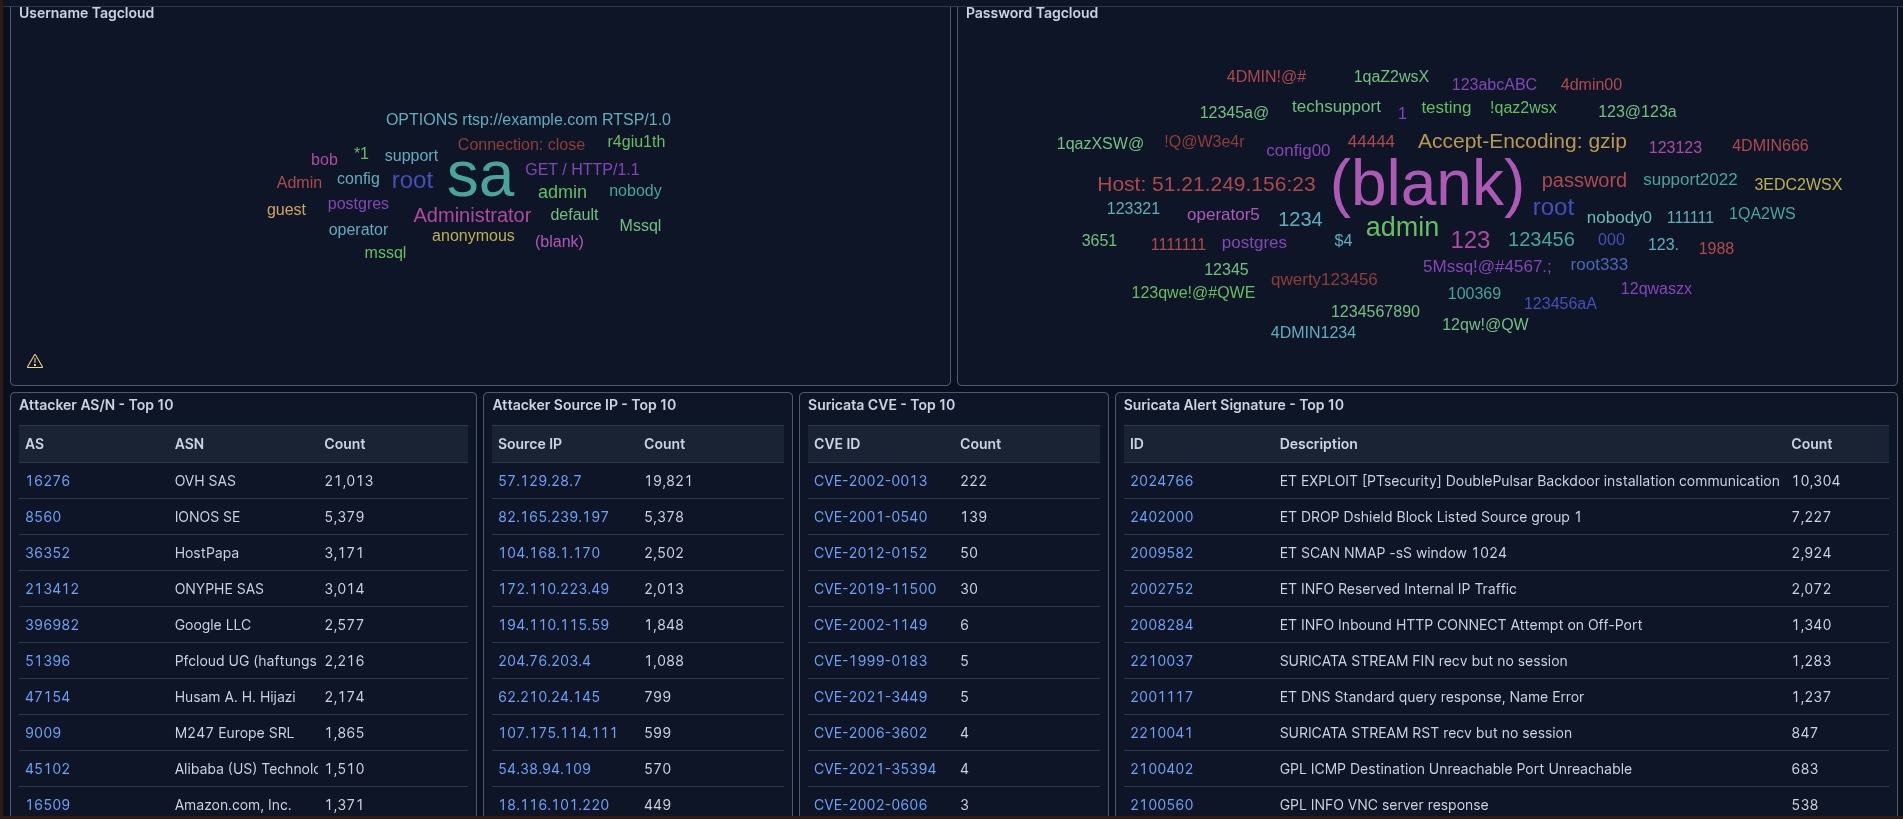 Username Tagcloud
OPTIONS rtsp://example.com RTSP/1.0
Connection: close
r4giu1th
bob
*1
support
sa
GET / HTTP/1.1
Admin
config
root
admin
nobody
guest
postgres
Administrator
default
operator
anonymous
(blank)
Mssql
mssql
Password Tagcloud
4DMIN!@#
1qaZ2wsX
123abcABC
4dmin00
12345a@
techsupport
1
testing
!qaz2wsx
123@123a
1qazXSW@
!Q@W3e4r
config00
44444
Accept-Encoding: gzip
123123
4DMIN666
Host: 51.21.249.156:23
(blank)
password
support2022
3EDC2WSX
123321
operator5
1234
admin
root
nobody0
111111
1QA2WS
3651
1111111
postgres
$4
123
123456
000
123.
1988
12345
qwerty123456
5Mssq!@#4567.;
root333
123qwe!@#QWE
100369
123456aA
12qwaszx
1234567890
4DMIN1234
12qw!@QW
Attacker AS/N - Top 10
AS ASN Count
16276 OVH SAS 21,013
8560 IONOS SE 5,379
36352 HostPapa 3,171
213412 ONYPHE SAS 3,014
396982 Google LLC 2,577
51396 Pfcloud UG (haftungs 2,216
47154 Husam A. H. Hijazi 2,174
9009 M247 Europe SRL 1,865
45102 Alibaba (US) Technolc 1,510
16509 Amazon.com, Inc. 1,371
Attacker Source IP - Top 10
Source IP Count
57.129.28.7 19,821
82.165.239.197 5,378
104.168.1.170 2,502
172.110.223.49 2,013
194.110.115.59 1,848
204.76.203.4 1,088
62.210.24.145 799
107.175.114.111 599
54.38.94.109 570
18.116.101.220 449
Suricata CVE - Top 10
CVE ID Count
CVE-2002-0013 222
CVE-2001-0540 139
CVE-2012-0152 50
CVE-2019-11500 30
CVE-2002-1149 6
CVE-1999-0183 5
CVE-2021-3449 5
CVE-2006-3602 4
CVE-2021-35394 4
CVE-2002-0606 3
Suricata Alert Signature - Top 10
ID Description Count
2024766 ET EXPLOIT [PTsecurity] DoublePulsar Backdoor installation communication 10,304
2402000 ET DROP Dshield Block Listed Source group 1 7,227
2009582 ET SCAN NMAP -sS window 1024 2,924
2002752 ET INFO Reserved Internal IP Traffic 2,072
2008284 ET INFO Inbound HTTP CONNECT Attempt on Off-Port 1,340
2210037 SURICATA STREAM FIN recv but no session 1,283
2001117 ET DNS Standard query response, Name Error 1,237
2210041 SURICATA STREAM RST recv but no session 847
2100402 GPL ICMP Destination Unreachable Port Unreachable 683
2100560 GPL INFO VNC server response 538